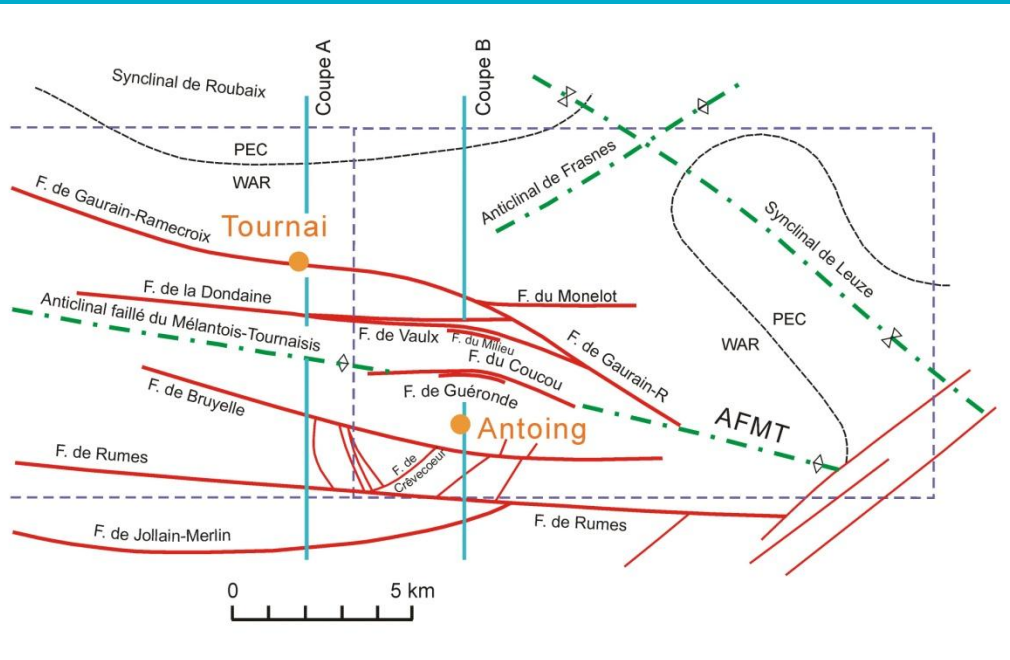 Synclinal de Roubaix
Coupe A
Coupe B
PEC
WAR
F. de Gaurain-Ramecroix
Tournai
Anticlinal de Frasnes
Synclinal de Leuze
F. de la Dondaine
F. du Monelot
Anticlinal faillé du Mélantois-Tournaisis
F. de Vaulx
F. du Milieu
F. de Gaurain-R
PEC
WAR
F. du Coucou
F. de Bruyelle
F. de Guéronde
Antoing
AFMT
F. de Rumes
F. de
Crêvecoeur
F. de Rumes
F. de Jollain-Merlin
0
5 km